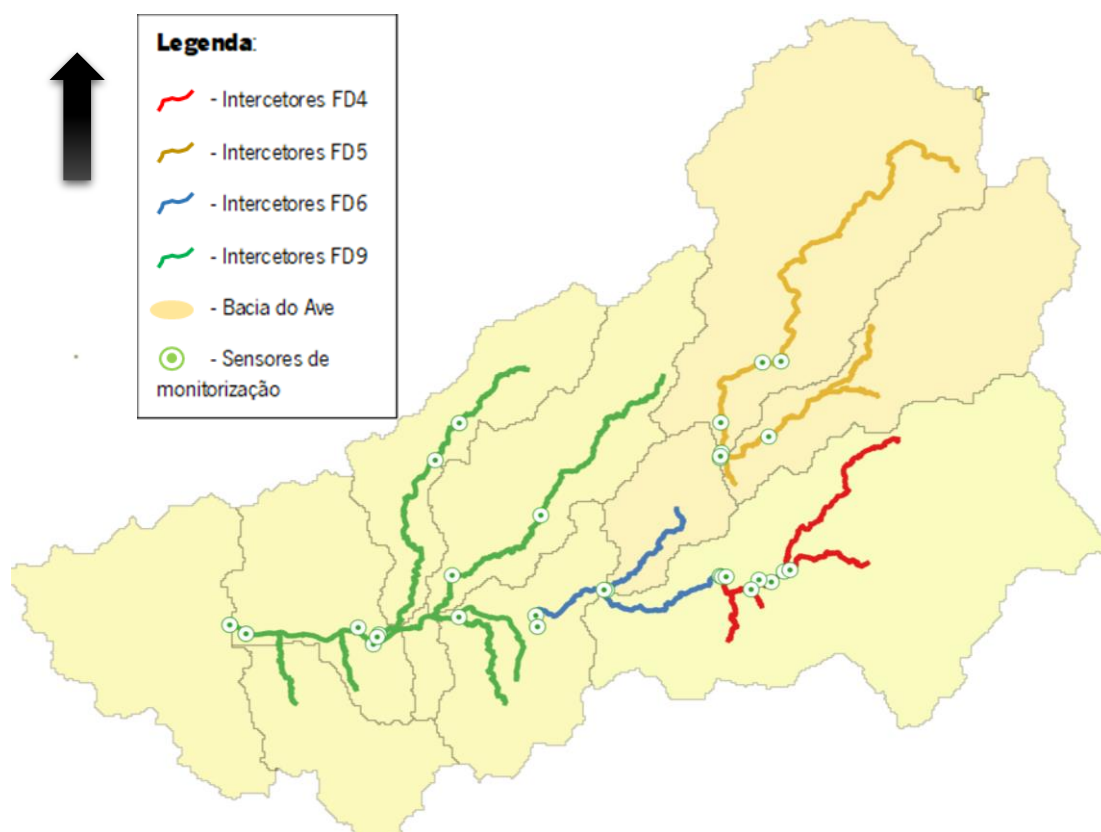 Legenda:
- Intercetores FD4
- Intercetores FD5
- Intercetores FD6
- Intercetores FD9
- Bacia do Ave
- Sensores de
monitorização